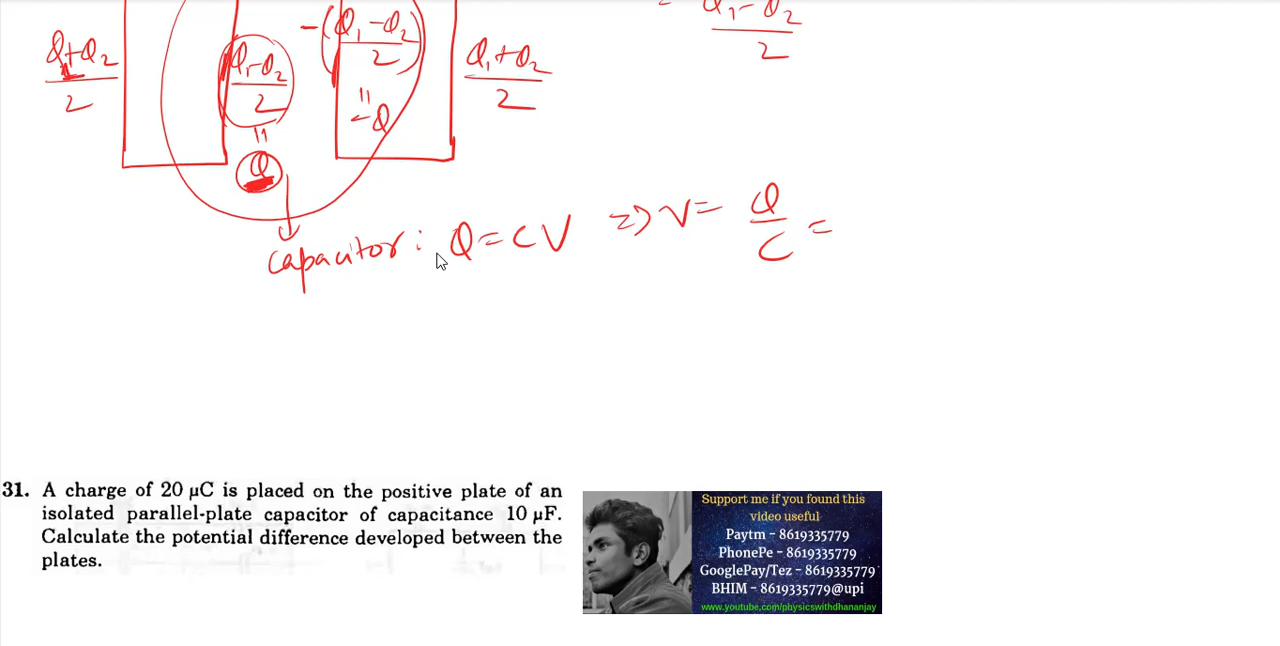 Q₁-Q₂
2
-(Q₁-Q₂
2)
Q₁+Q₂
2
Q₁-Q₂
2
Q₁+Q₂
2
=
-Q
=
Q
capacitor: Q=CV ⇒ V= Q/C =
31. A charge of 20 μC is placed on the positive plate of an
isolated parallel-plate capacitor of capacitance 10 μF.
Calculate the potential difference developed between the
plates.
Support me if you found this
video useful
Paytm - 8619335779
PhonePe - 8619335779
GooglePay/Tez - 8619335779
BHIM - 8619335779@upi
www.youtube.com/physicswithdhananjay